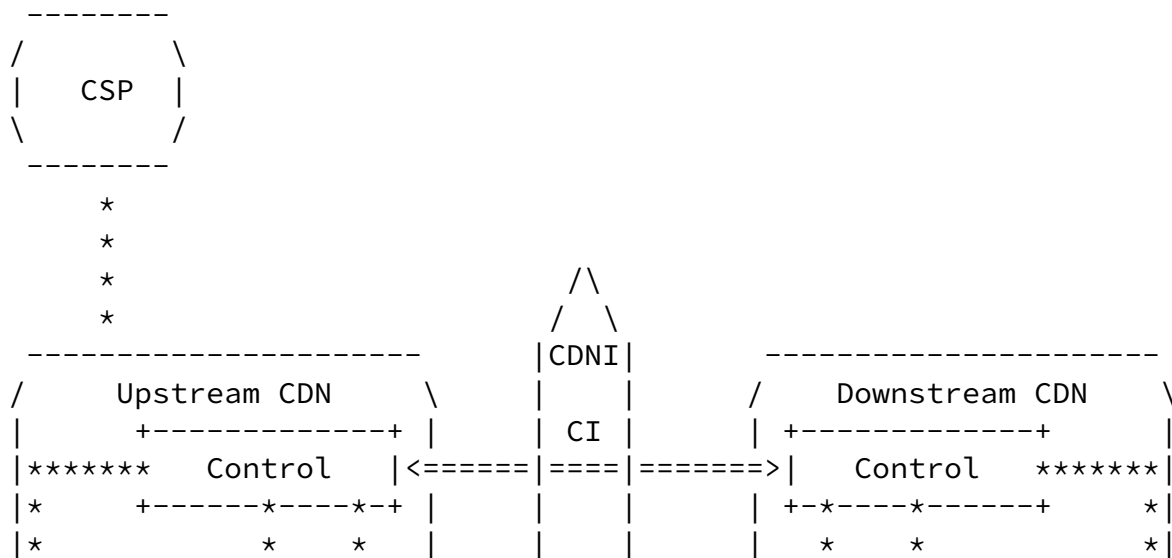 --------
/        \
|   CSP  |
\        /
 --------
     *
     *
     *                         /\
     *                        /  \
 ----------------------      |CDNI|       ----------------------
/     Upstream CDN     \     |    |      /    Downstream CDN    \
|      +-------------+ |     | CI |      | +-------------+      |
|*******   Control   |<======|====|=======>|   Control   *******|
|*     +------*----*-+ |     |    |      | +-*----*------+     *|
|*            *    *   |     |    |      |   *    *            *|